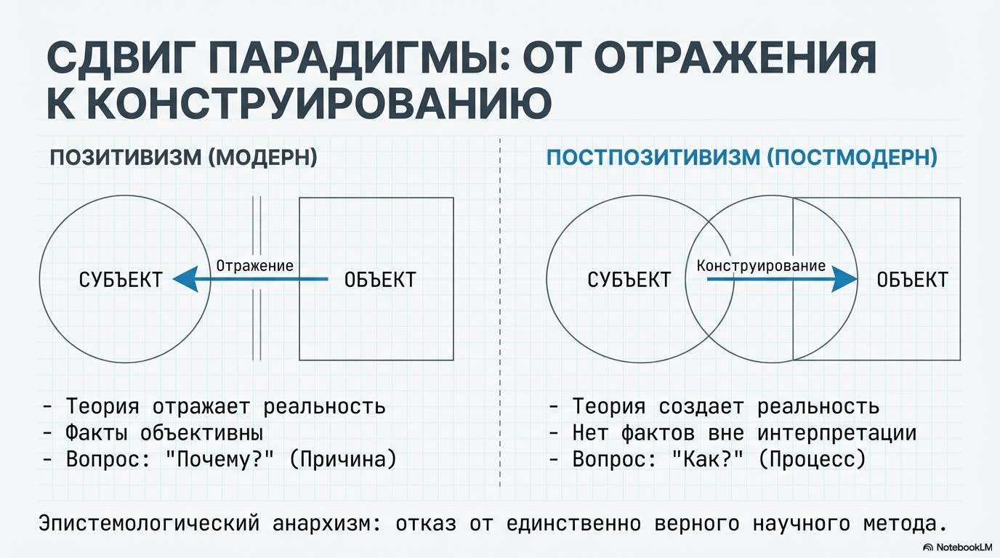 СДВИГ ПАРАДИГМЫ: ОТ ОТРАЖЕНИЯ
К КОНСТРУИРОВАНИЮ
ПОЗИТИВИЗМ (МОДЕРН)
СУБЪЕКТ
Отражение
ОБЪЕКТ
- Теория отражает реальность
- Факты объективны
- Вопрос: "Почему?" (Причина)
ПОСТПОЗИТИВИЗМ (ПОСТМОДЕРН)
СУБЪЕКТ
Конструирование
ОБЪЕКТ
- Теория создает реальность
- Нет фактов вне интерпретации
- Вопрос: "Как?" (Процесс)
Эпистемологический анархизм: отказ от единственно верного научного метода.
NotebookLM